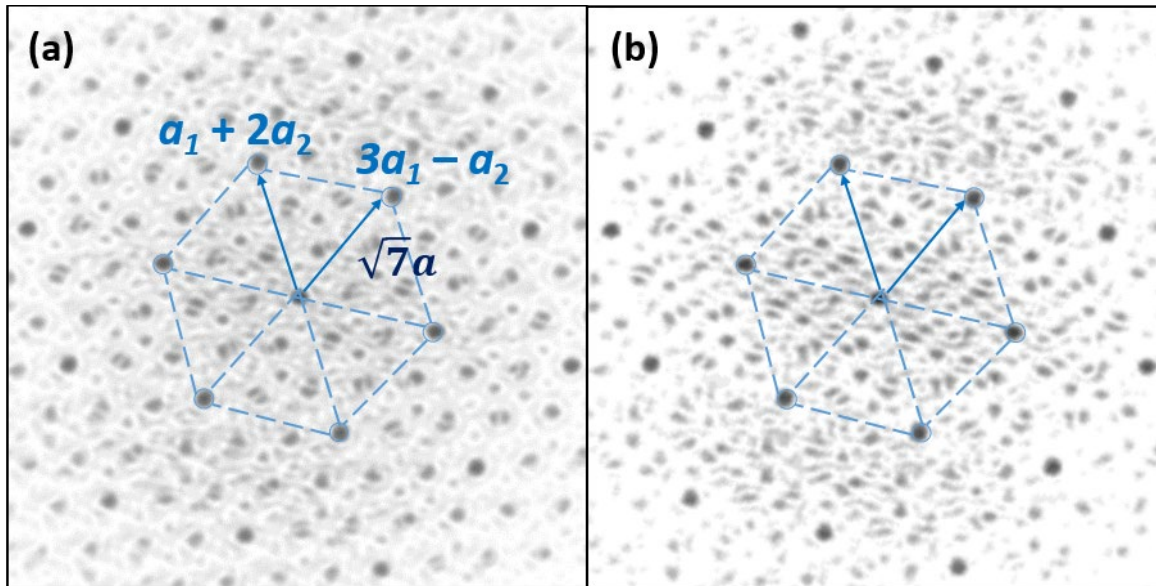 (a)
a₁ + 2a₂
3a₁ – a₂
√7a
(b)